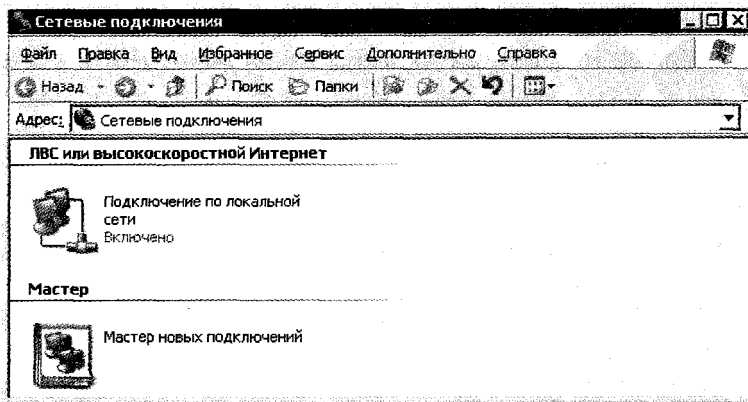 Сетевые подключения
Файл Правка Вид Избранное Сервис Дополнительно Справка
Назад Поиск Папки
Адрес: Сетевые подключения
ЛВС или высокоскоростной Интернет
Подключение по локальной
сети
Включено
Мастер
Мастер новых подключений